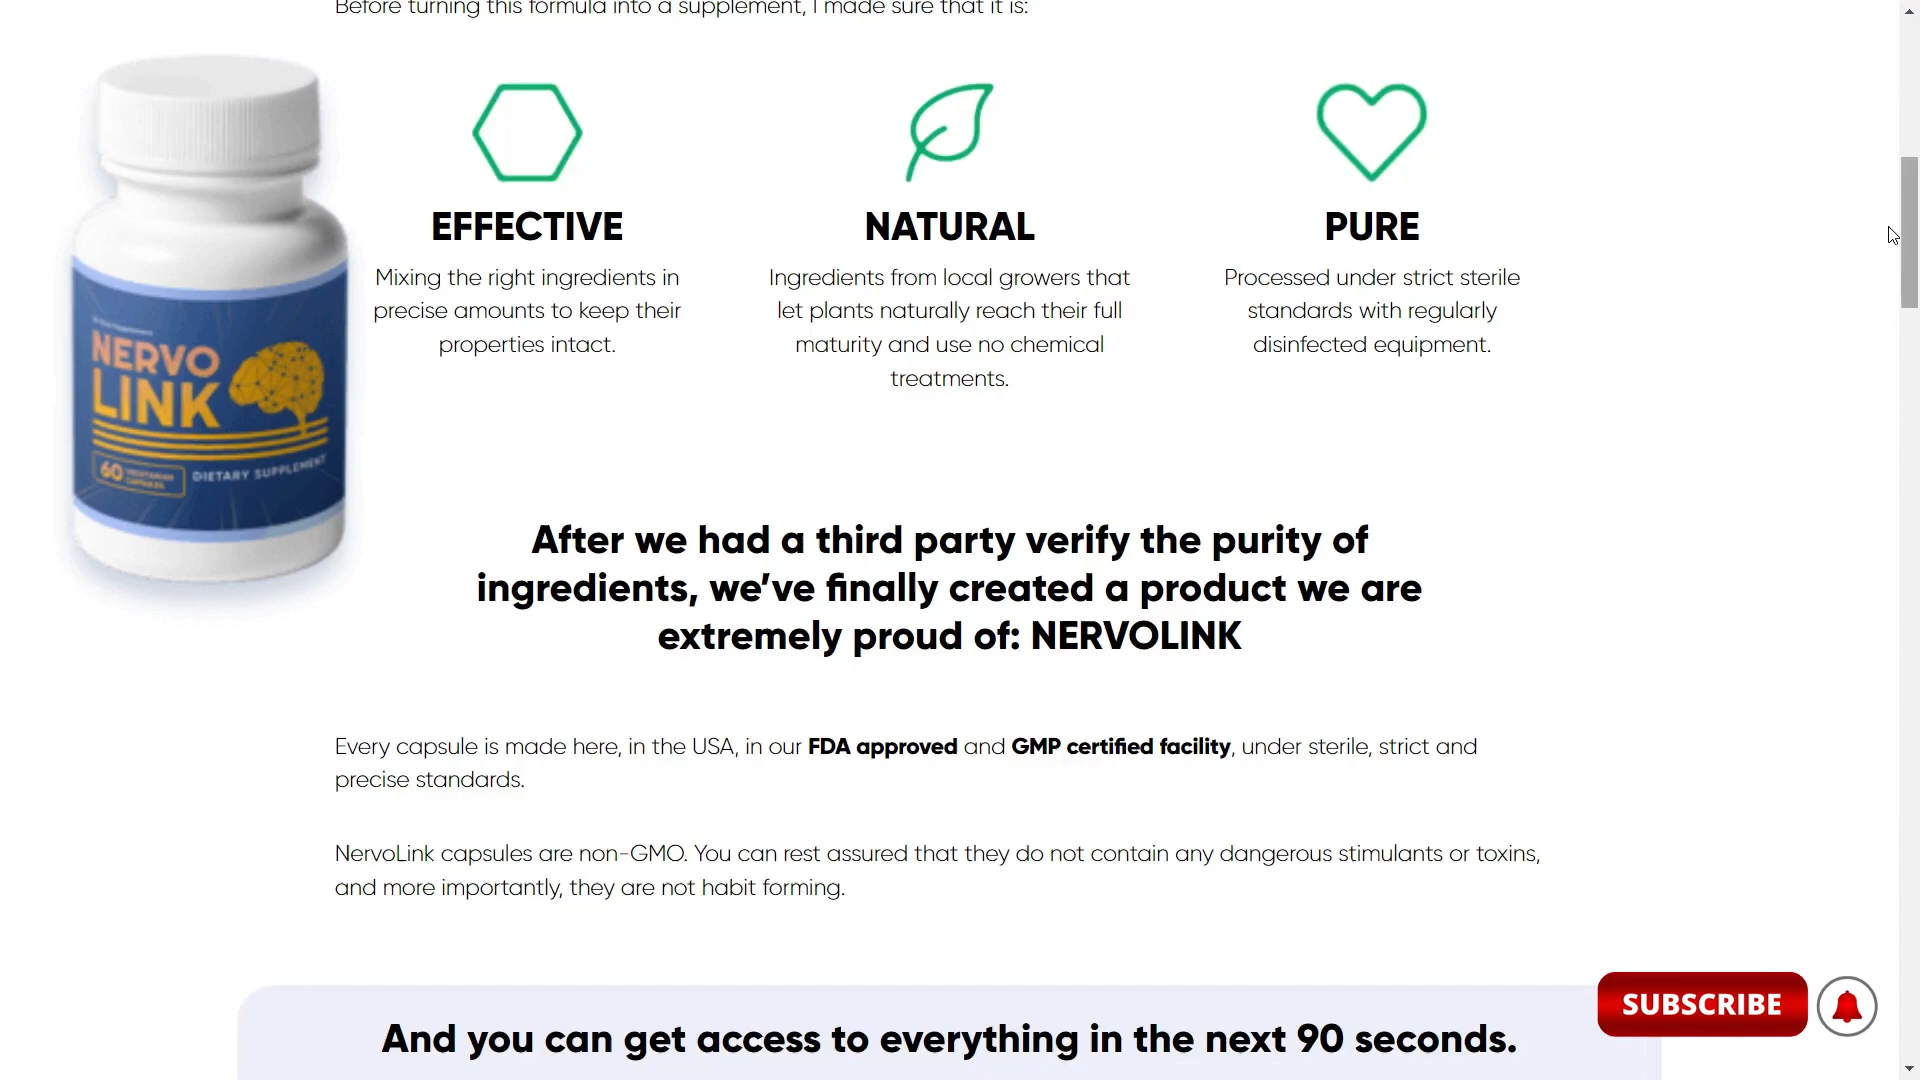 Before turning this formula into a supplement, I made sure that it is:
EFFECTIVE
Mixing the right ingredients in
precise amounts to keep their
properties intact.
NATURAL
Ingredients from local growers that
let plants naturally reach their full
maturity and use no chemical
treatments.
PURE
Processed under strict sterile
standards with regularly
disinfected equipment.
NERVO
LINK
60 VEGETARIAN
CAPSULES
DIETARY SUPPLEMENT
After we had a third party verify the purity of
ingredients, we’ve finally created a product we are
extremely proud of: NERVOLINK
Every capsule is made here, in the USA, in our FDA approved and GMP certified facility, under sterile, strict and
precise standards.
NervoLink capsules are non-GMO. You can rest assured that they do not contain any dangerous stimulants or toxins,
and more importantly, they are not habit forming.
SUBSCRIBE
And you can get access to everything in the next 90 seconds.